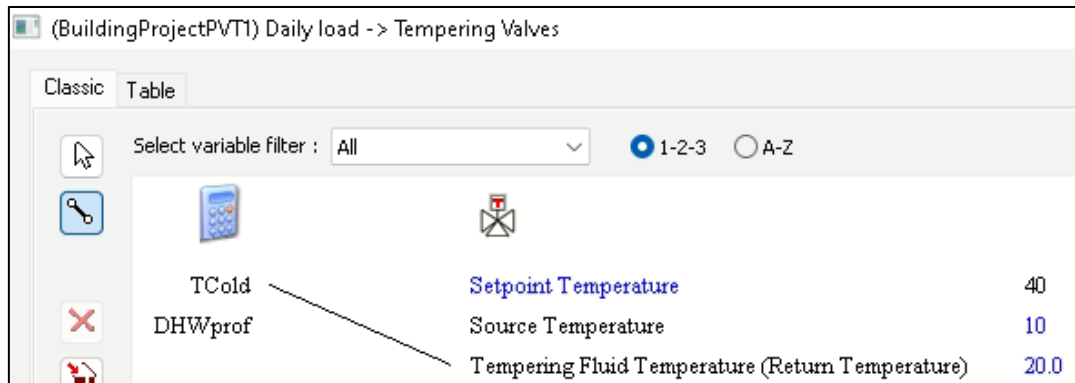 (BuildingProjectPVT1) Daily load -> Tempering Valves
Classic Table
Select variable filter : All 1-2-3 A-Z
T
TCold Setpoint Temperature 40
DHWprof Source Temperature 10
Tempering Fluid Temperature (Return Temperature) 20.0